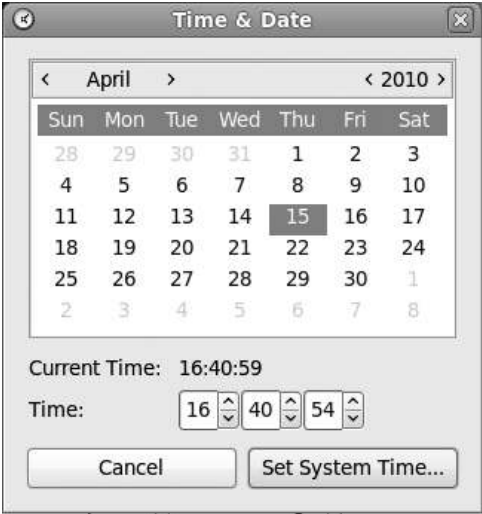 Time & Date
< April > < 2010 >
Sun Mon Tue Wed Thu Fri Sat
28 29 30 31 1 2 3
4 5 6 7 8 9 10
11 12 13 14 15 16 17
18 19 20 21 22 23 24
25 26 27 28 29 30 1
2 3 4 5 6 7 8
Current Time: 16:40:59
Time: 16 40 54
Cancel Set System Time...